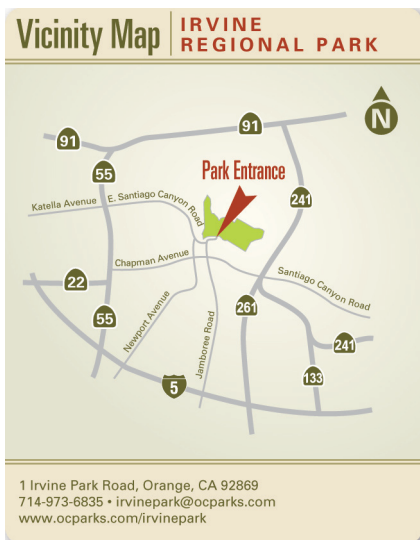 Vicinity Map
IRVINE
REGIONAL PARK
N
91
91
55
Park Entrance
Katella Avenue
E. Santiago Canyon Road
241
Chapman Avenue
Santiago Canyon Road
22
261
55
Newport Avenue
Jamboree Road
241
133
5
1 Irvine Park Road, Orange, CA 92869
714-973-6835 • irvinepark@ocparks.com
www.ocparks.com/irvinepark